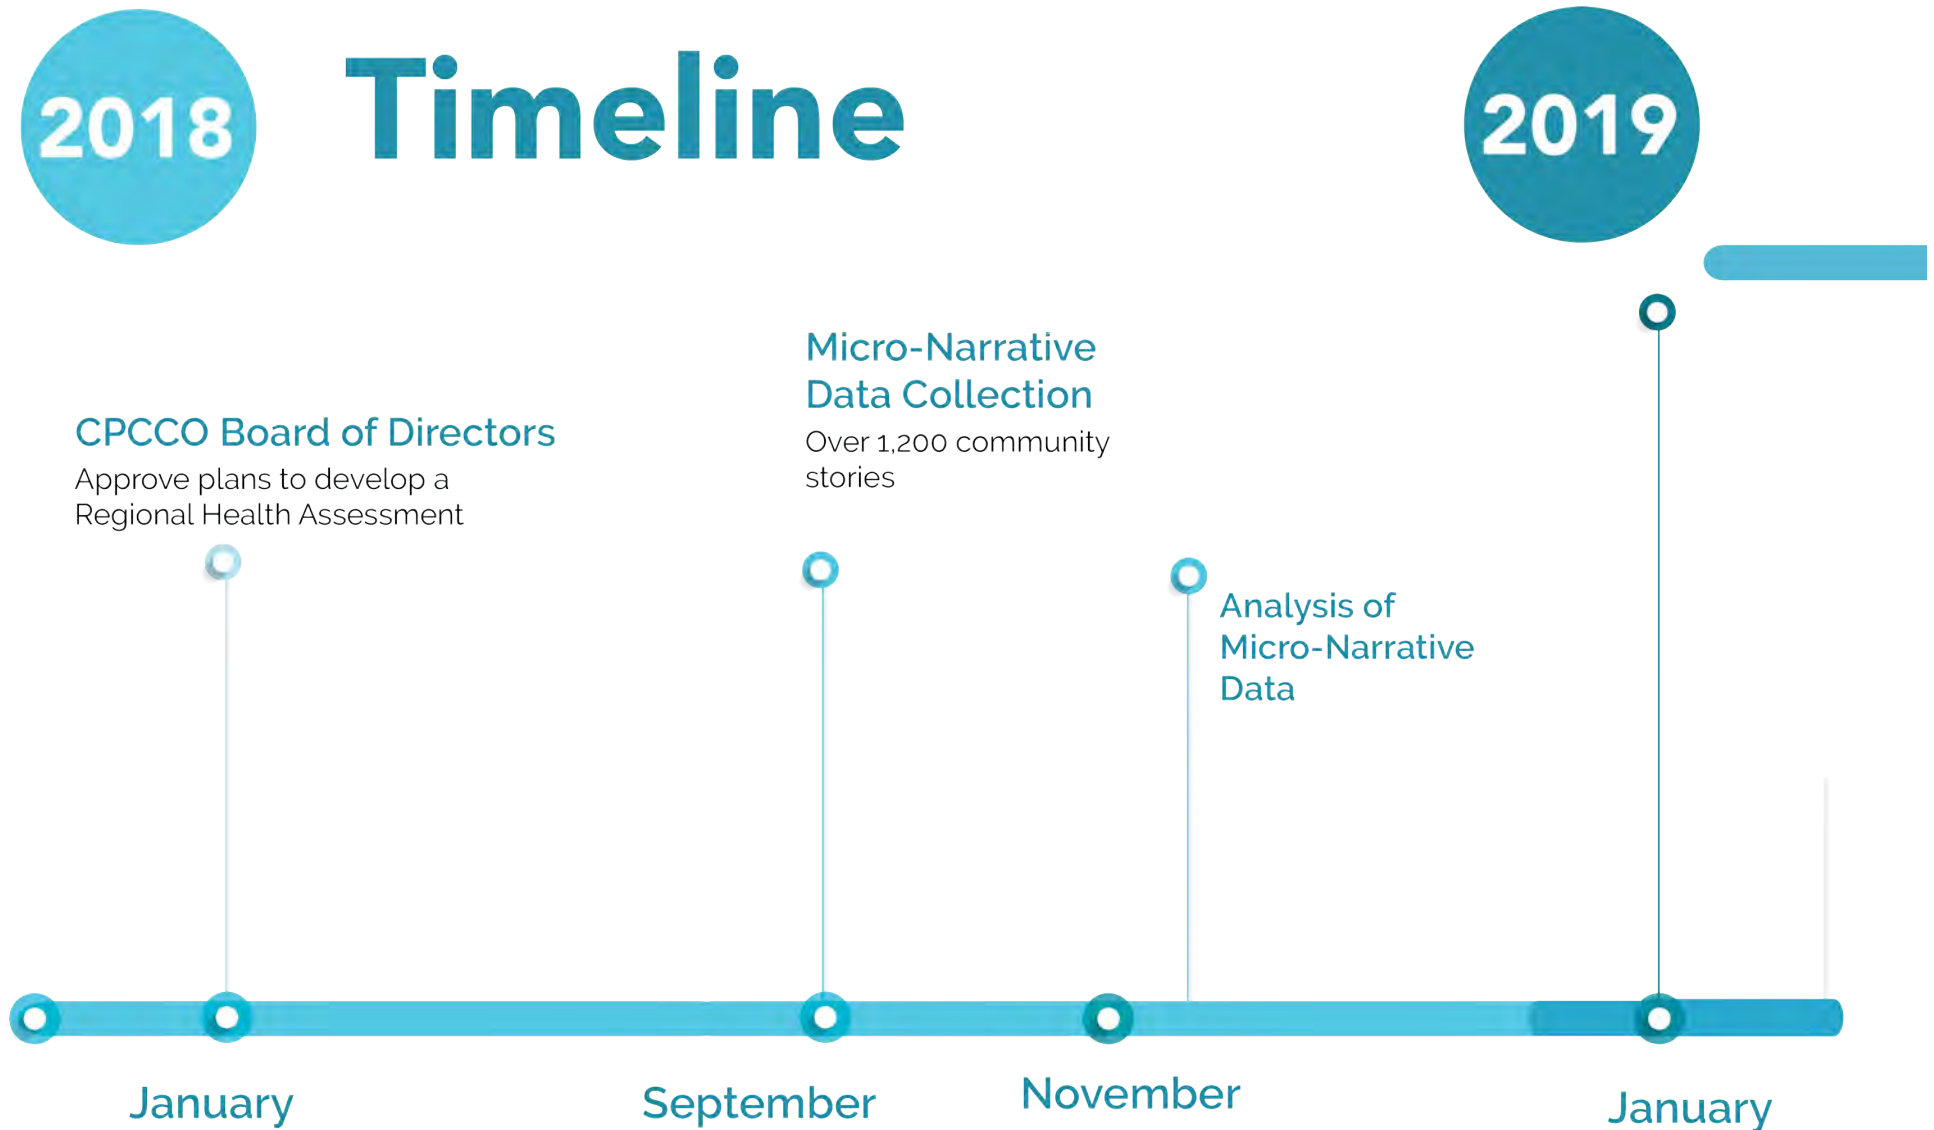 2018
Timeline
2019
CPCCO Board of Directors
Approve plans to develop a
Regional Health Assessment
Micro-Narrative
Data Collection
Over 1,200 community
stories
Analysis of
Micro-Narrative
Data
January
September
November
January